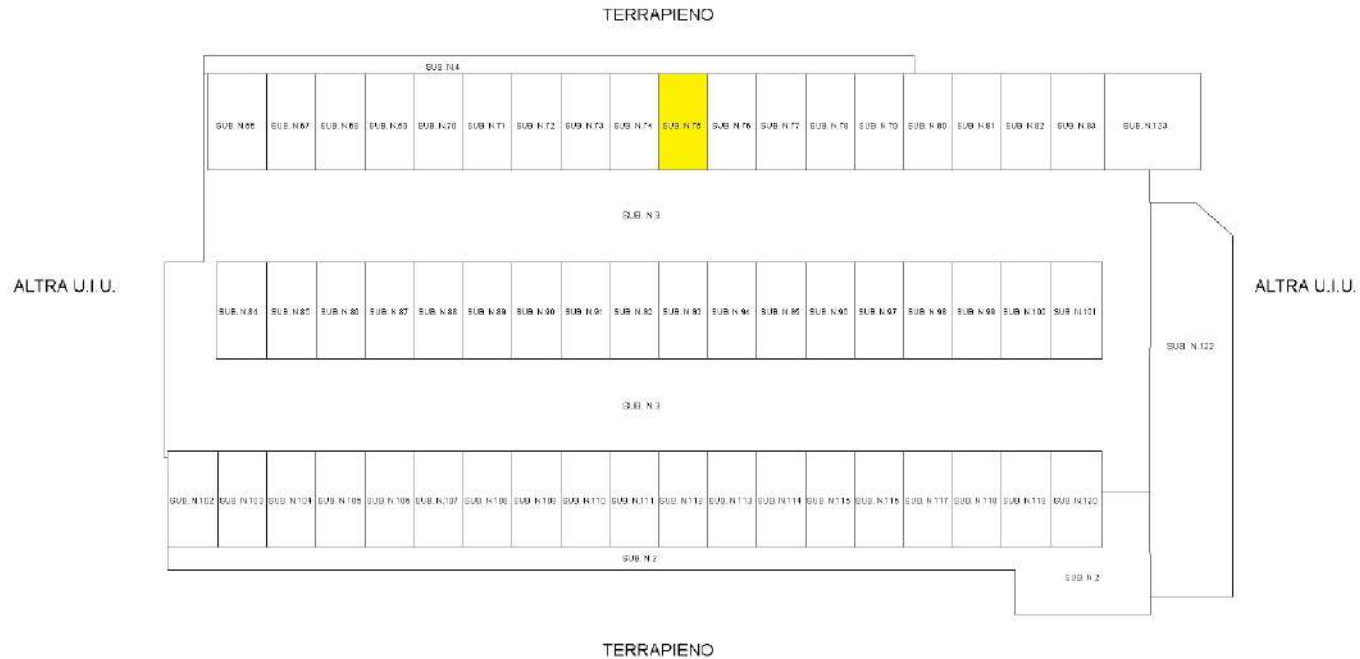 TERRAPIENO
SUB. N.4
SUB. N.66 SUB. N.67 SUB. N.68 SUB. N.69 SUB. N.70 SUB. N.71 SUB. N.72 SUB. N.73 SUB. N.74 SUB. N.75 SUB. N.76 SUB. N.77 SUB. N.78 SUB. N.79 SUB. N.80 SUB. N.81 SUB. N.82 SUB. N.83 SUB. N.123
SUB. N.3
ALTRA U.I.U.
ALTRA U.I.U.
SUB. N.84 SUB. N.85 SUB. N.86 SUB. N.87 SUB. N.88 SUB. N.89 SUB. N.90 SUB. N.91 SUB. N.92 SUB. N.93 SUB. N.94 SUB. N.95 SUB. N.96 SUB. N.97 SUB. N.98 SUB. N.99 SUB. N.100 SUB. N.101
SUB. N.122
SUB. N.3
SUB. N.102 SUB. N.103 SUB. N.104 SUB. N.105 SUB. N.106 SUB. N.107 SUB. N.108 SUB. N.109 SUB. N.110 SUB. N.111 SUB. N.112 SUB. N.113 SUB. N.114 SUB. N.115 SUB. N.116 SUB. N.117 SUB. N.118 SUB. N.119 SUB. N.120
SUB. N.2
SUB. N.2
TERRAPIENO